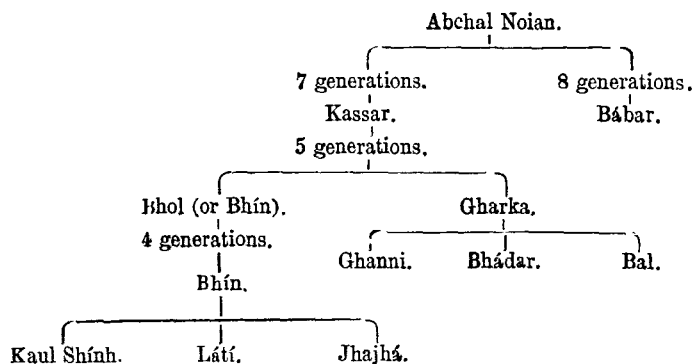 Abchal Noian.
7 generations. 8 generations.
Kassar. Bábar.
5 generations.
Bhol (or Bhín). Gharka.
4 generations.
Ghanni. Bhádar. Bal.
Bhín.
Kaul Shính. Látí. Jhajhá.